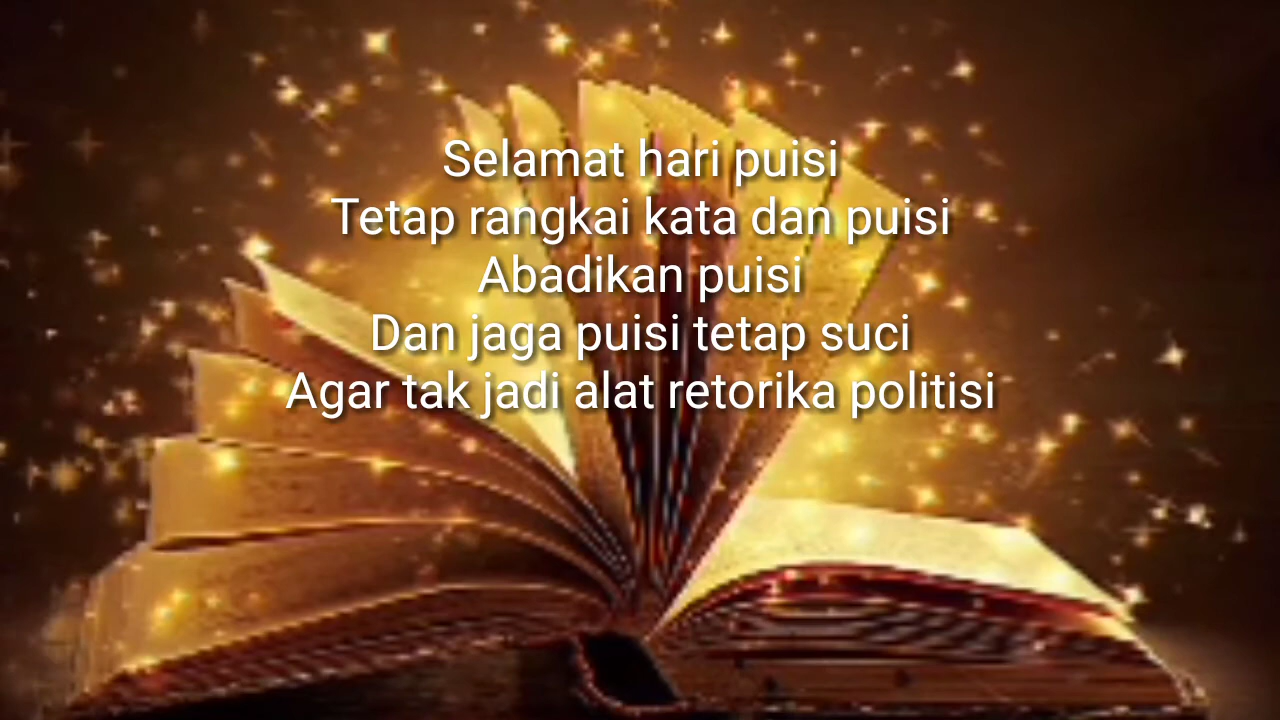 Selamat hari puisi
Tetap rangkai kata dan puisi
Abadikan puisi
Dan jaga puisi tetap suci
Agar tak jadi alat retorika politisi